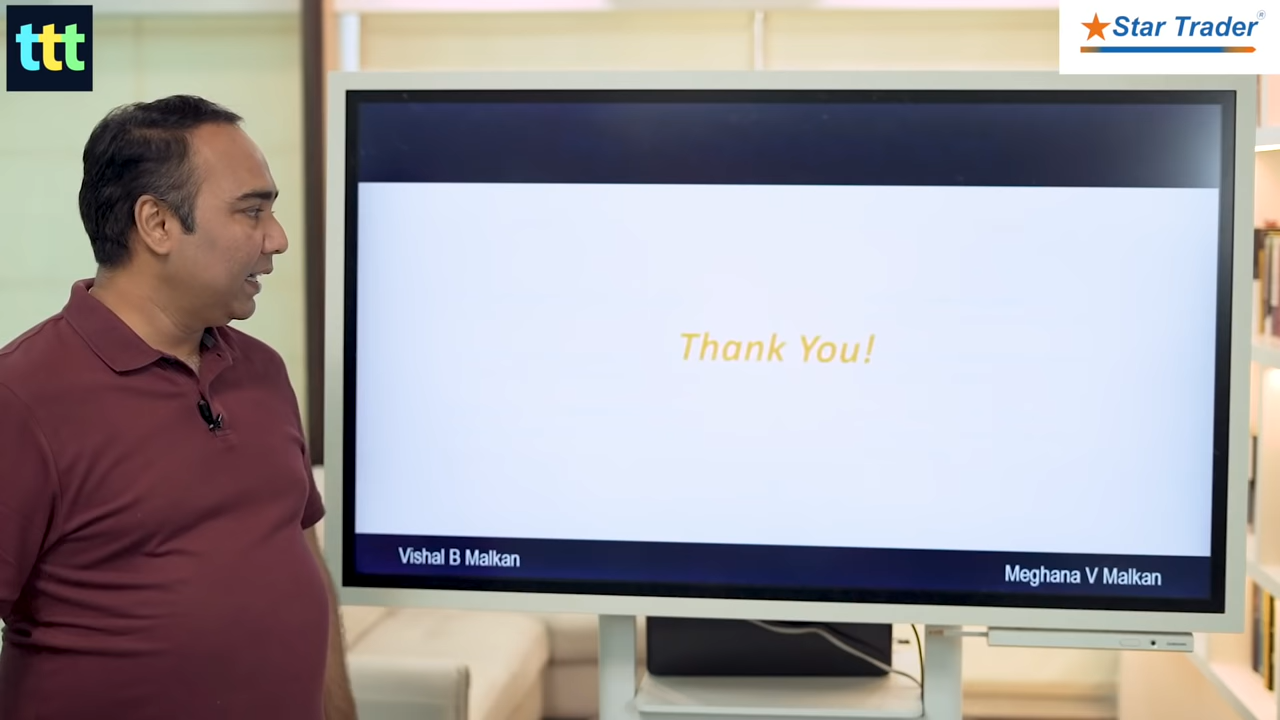 ttt
Star Trader®
Thank You!
Vishal B Malkan
Meghana V Malkan